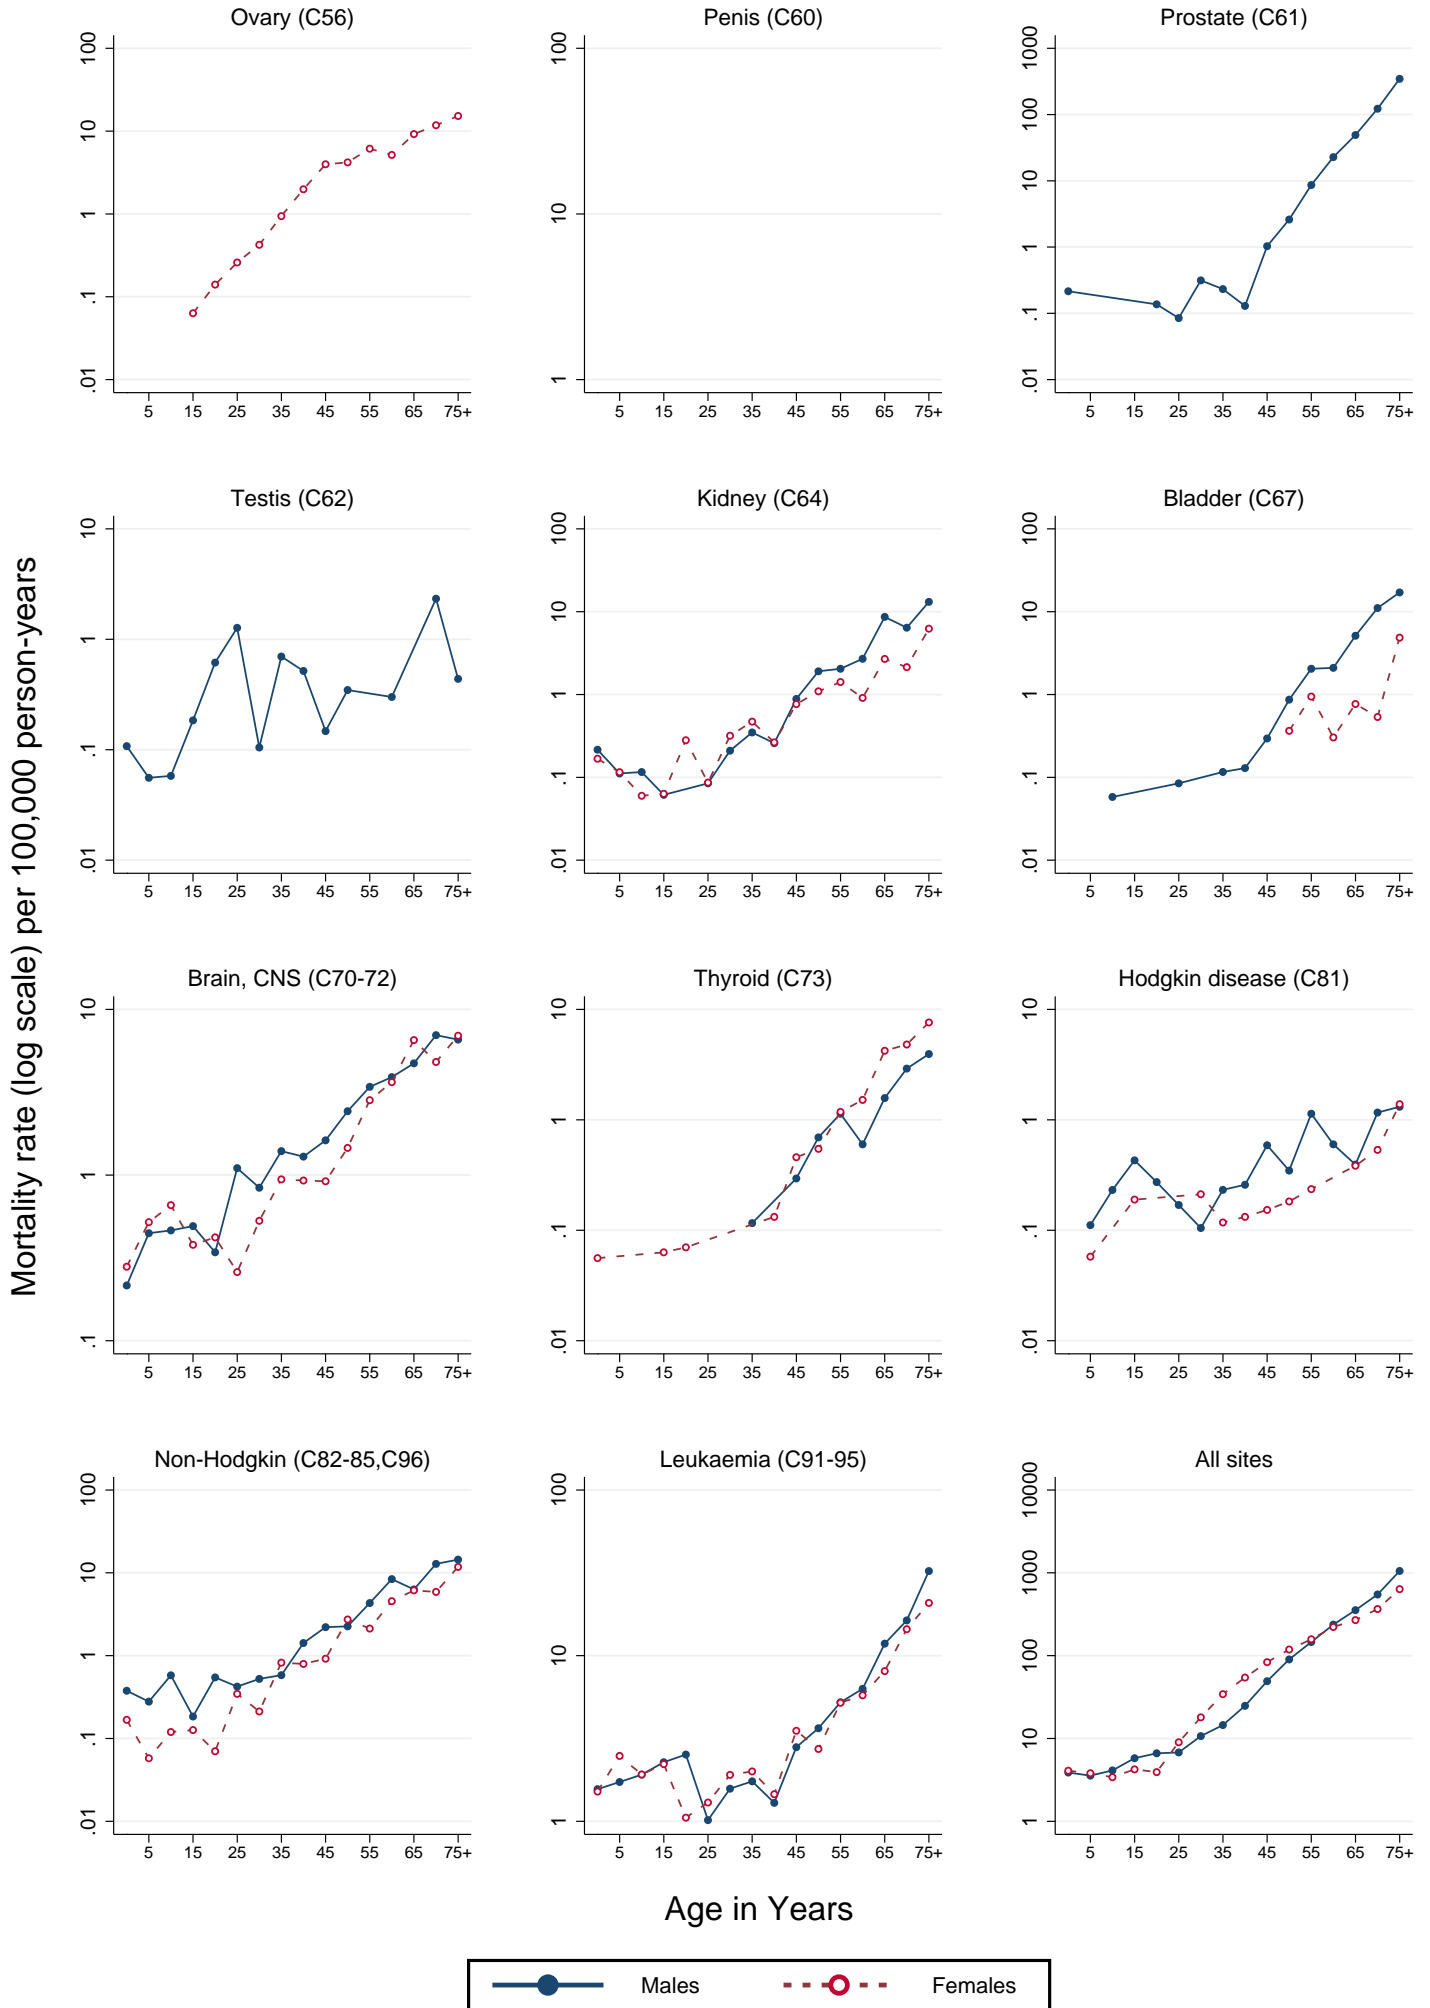 Mortality rate (log scale) per 100,000 person-years
Ovary (C56)
100
10
1
.1
.01
5 15 25 35 45 55 65 75+
Penis (C60)
100
10
1
5 15 25 35 45 55 65 75+
Prostate (C61)
1000
100
10
1
.1
.01
5 15 25 35 45 55 65 75+
Testis (C62)
10
1
.1
.01
5 15 25 35 45 55 65 75+
Kidney (C64)
100
10
1
.1
.01
5 15 25 35 45 55 65 75+
Bladder (C67)
100
10
1
.1
.01
5 15 25 35 45 55 65 75+
Brain, CNS (C70-72)
10
1
.1
5 15 25 35 45 55 65 75+
Thyroid (C73)
10
1
.1
.01
5 15 25 35 45 55 65 75+
Hodgkin disease (C81)
10
1
.1
.01
5 15 25 35 45 55 65 75+
Non-Hodgkin (C82-85,C96)
100
10
1
.1
.01
5 15 25 35 45 55 65 75+
Leukaemia (C91-95)
100
10
1
5 15 25 35 45 55 65 75+
All sites
10000
1000
100
10
1
5 15 25 35 45 55 65 75+
Age in Years
Males Females